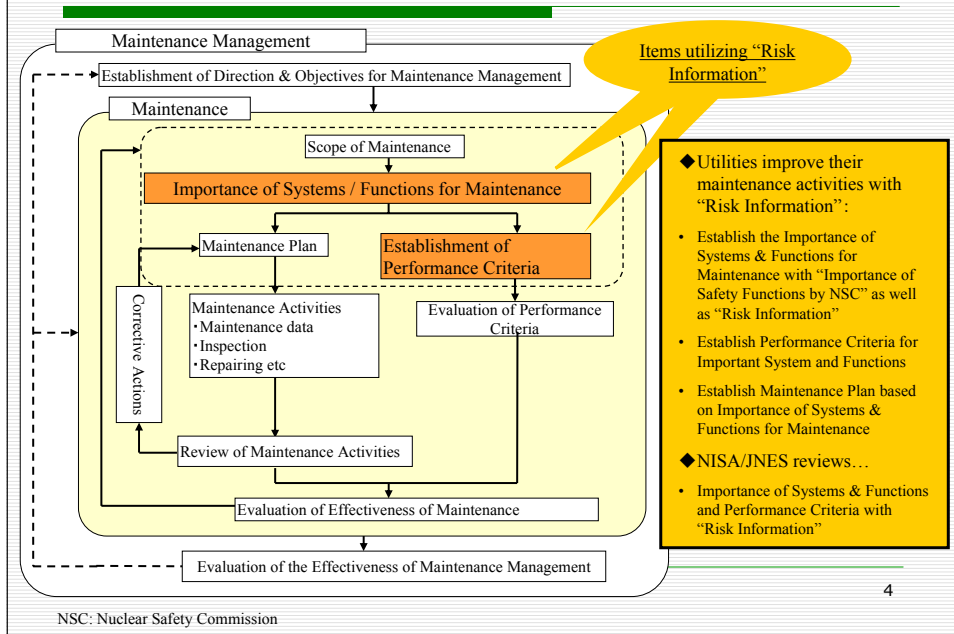 Maintenance Management
Establishment of Direction & Objectives for Maintenance Management
Maintenance
Scope of Maintenance
Importance of Systems / Functions for Maintenance
Maintenance Plan
Establishment of
Performance Criteria
Maintenance Activities
・Maintenance data
・Inspection
・Repairing etc
Evaluation of Performance
Criteria
Corrective Actions
Review of Maintenance Activities
Evaluation of Effectiveness of Maintenance
Evaluation of the Effectiveness of Maintenance Management
Items utilizing “Risk
Information”
◆Utilities improve their
maintenance activities with
“Risk Information”:
• Establish the Importance of
Systems & Functions for
Maintenance with “Importance of
Safety Functions by NSC” as well
as “Risk Information”
• Establish Performance Criteria for
Important System and Functions
• Establish Maintenance Plan based
on Importance of Systems &
Functions for Maintenance
◆NISA/JNES reviews…
• Importance of Systems & Functions
and Performance Criteria with
“Risk Information”
4
NSC: Nuclear Safety Commission